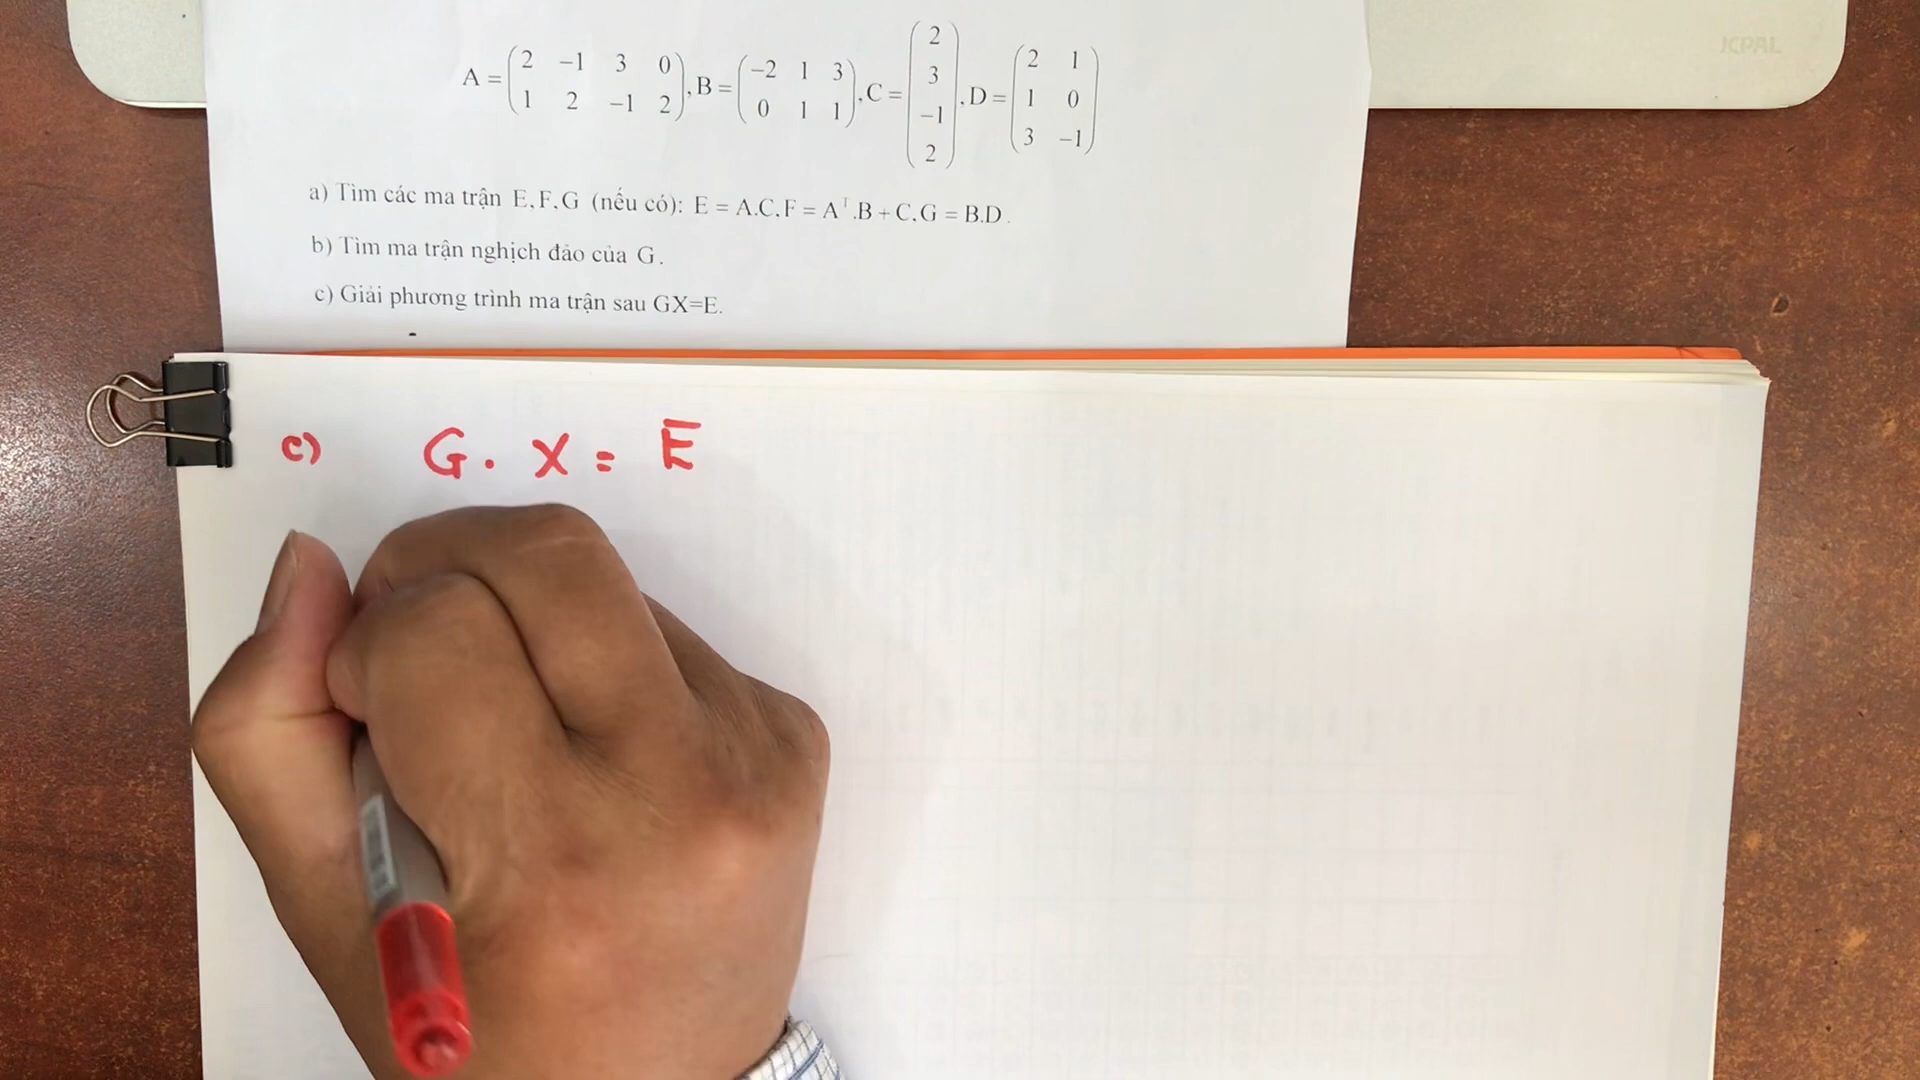 JCPAL
A = (2 −1 3 0), B = (−2 1 3), C = (2), D = (2 1)
(1 2 −1 2) (0 1 1) (3) (1 0)
(−1) (3 −1)
(2)
a) Tìm các ma trận E, F, G (nếu có): E = A.C, F = Aᵀ.B + C, G = B.D.
b) Tìm ma trận nghịch đảo của G.
c) Giải phương trình ma trận sau GX=E.
c) G . X = E